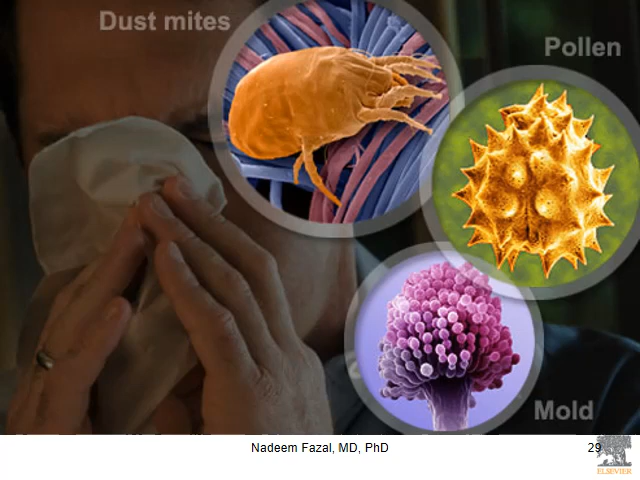 Dust mites
Pollen
Mold
Nadeem Fazal, MD, PhD
29
ELSEVIER